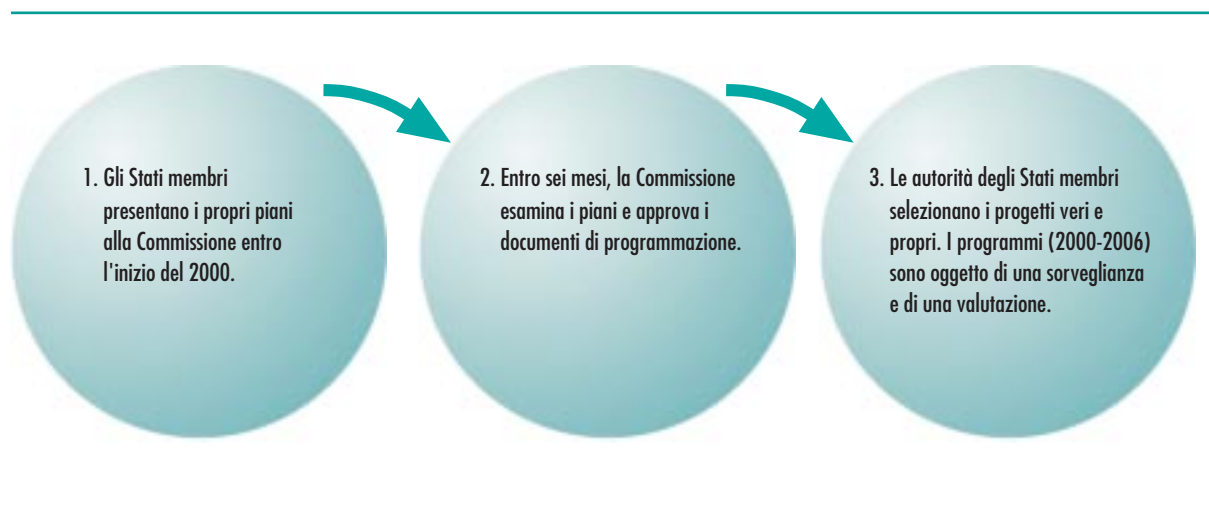 1. Gli Stati membri
presentano i propri piani
alla Commissione entro
l'inizio del 2000.
2. Entro sei mesi, la Commissione
esamina i piani e approva i
documenti di programmazione.
3. Le autorità degli Stati membri
selezionano i progetti veri e
propri. I programmi (2000-2006)
sono oggetto di una sorveglianza
e di una valutazione.